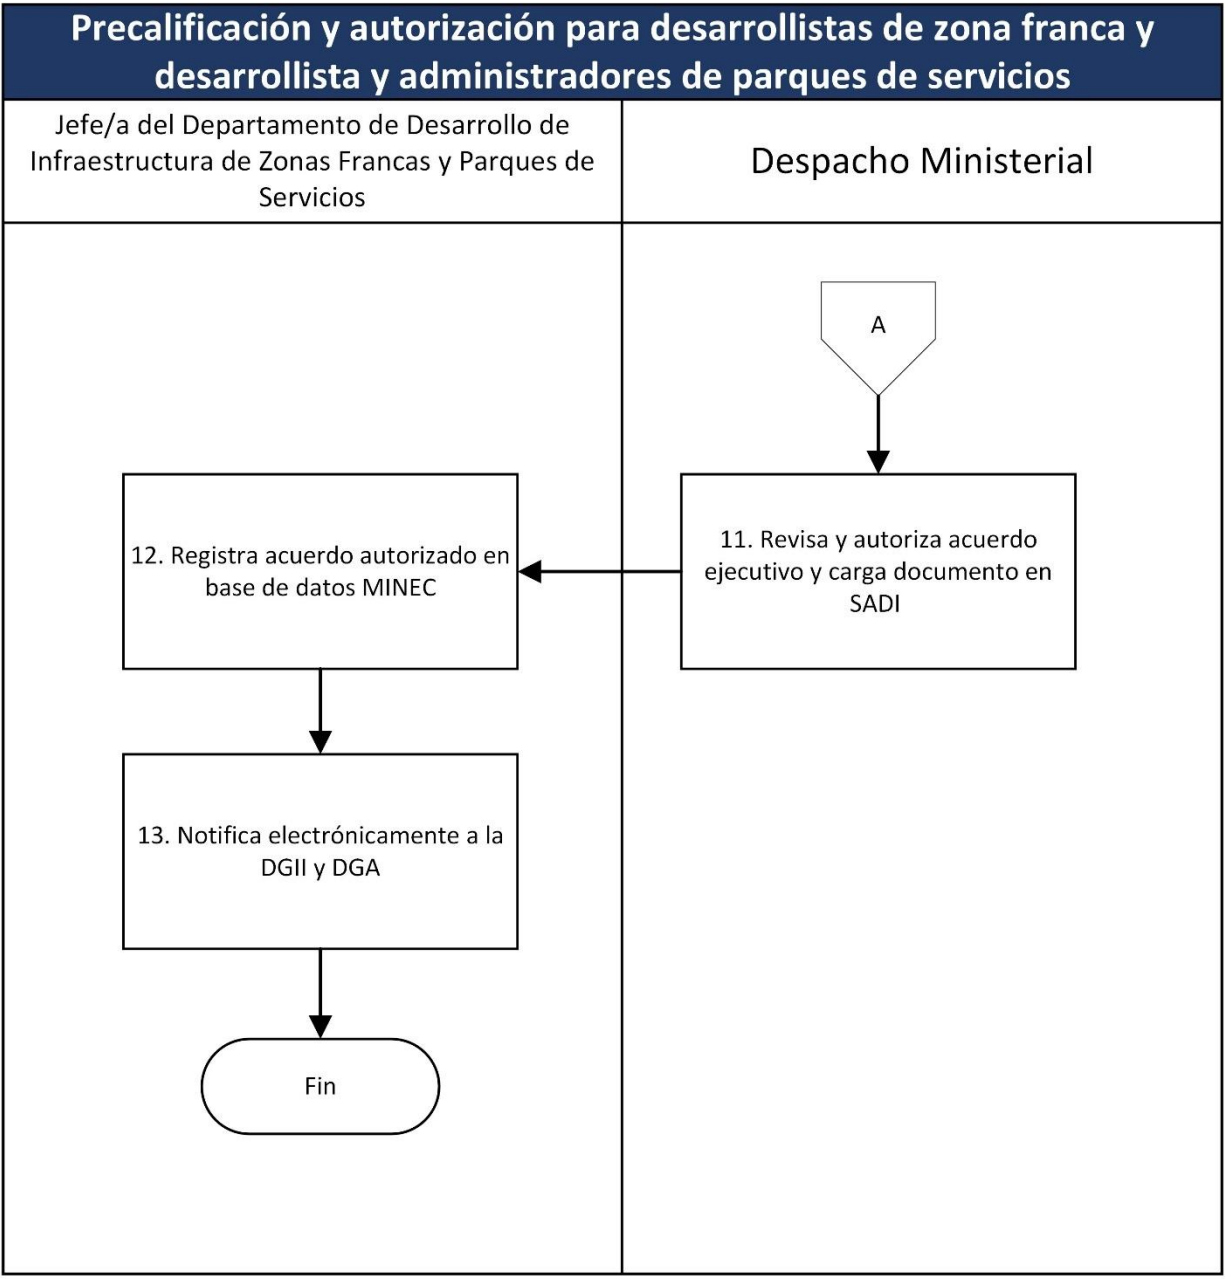 Precalificación y autorización para desarrollistas de zona franca y
desarrollista y administradores de parques de servicios
Jefe/a del Departamento de Desarrollo de
Infraestructura de Zonas Francas y Parques de
Servicios
Despacho Ministerial
A
11. Revisa y autoriza acuerdo
ejecutivo y carga documento en
SADI
12. Registra acuerdo autorizado en
base de datos MINEC
13. Notifica electrónicamente a la
DGII y DGA
Fin